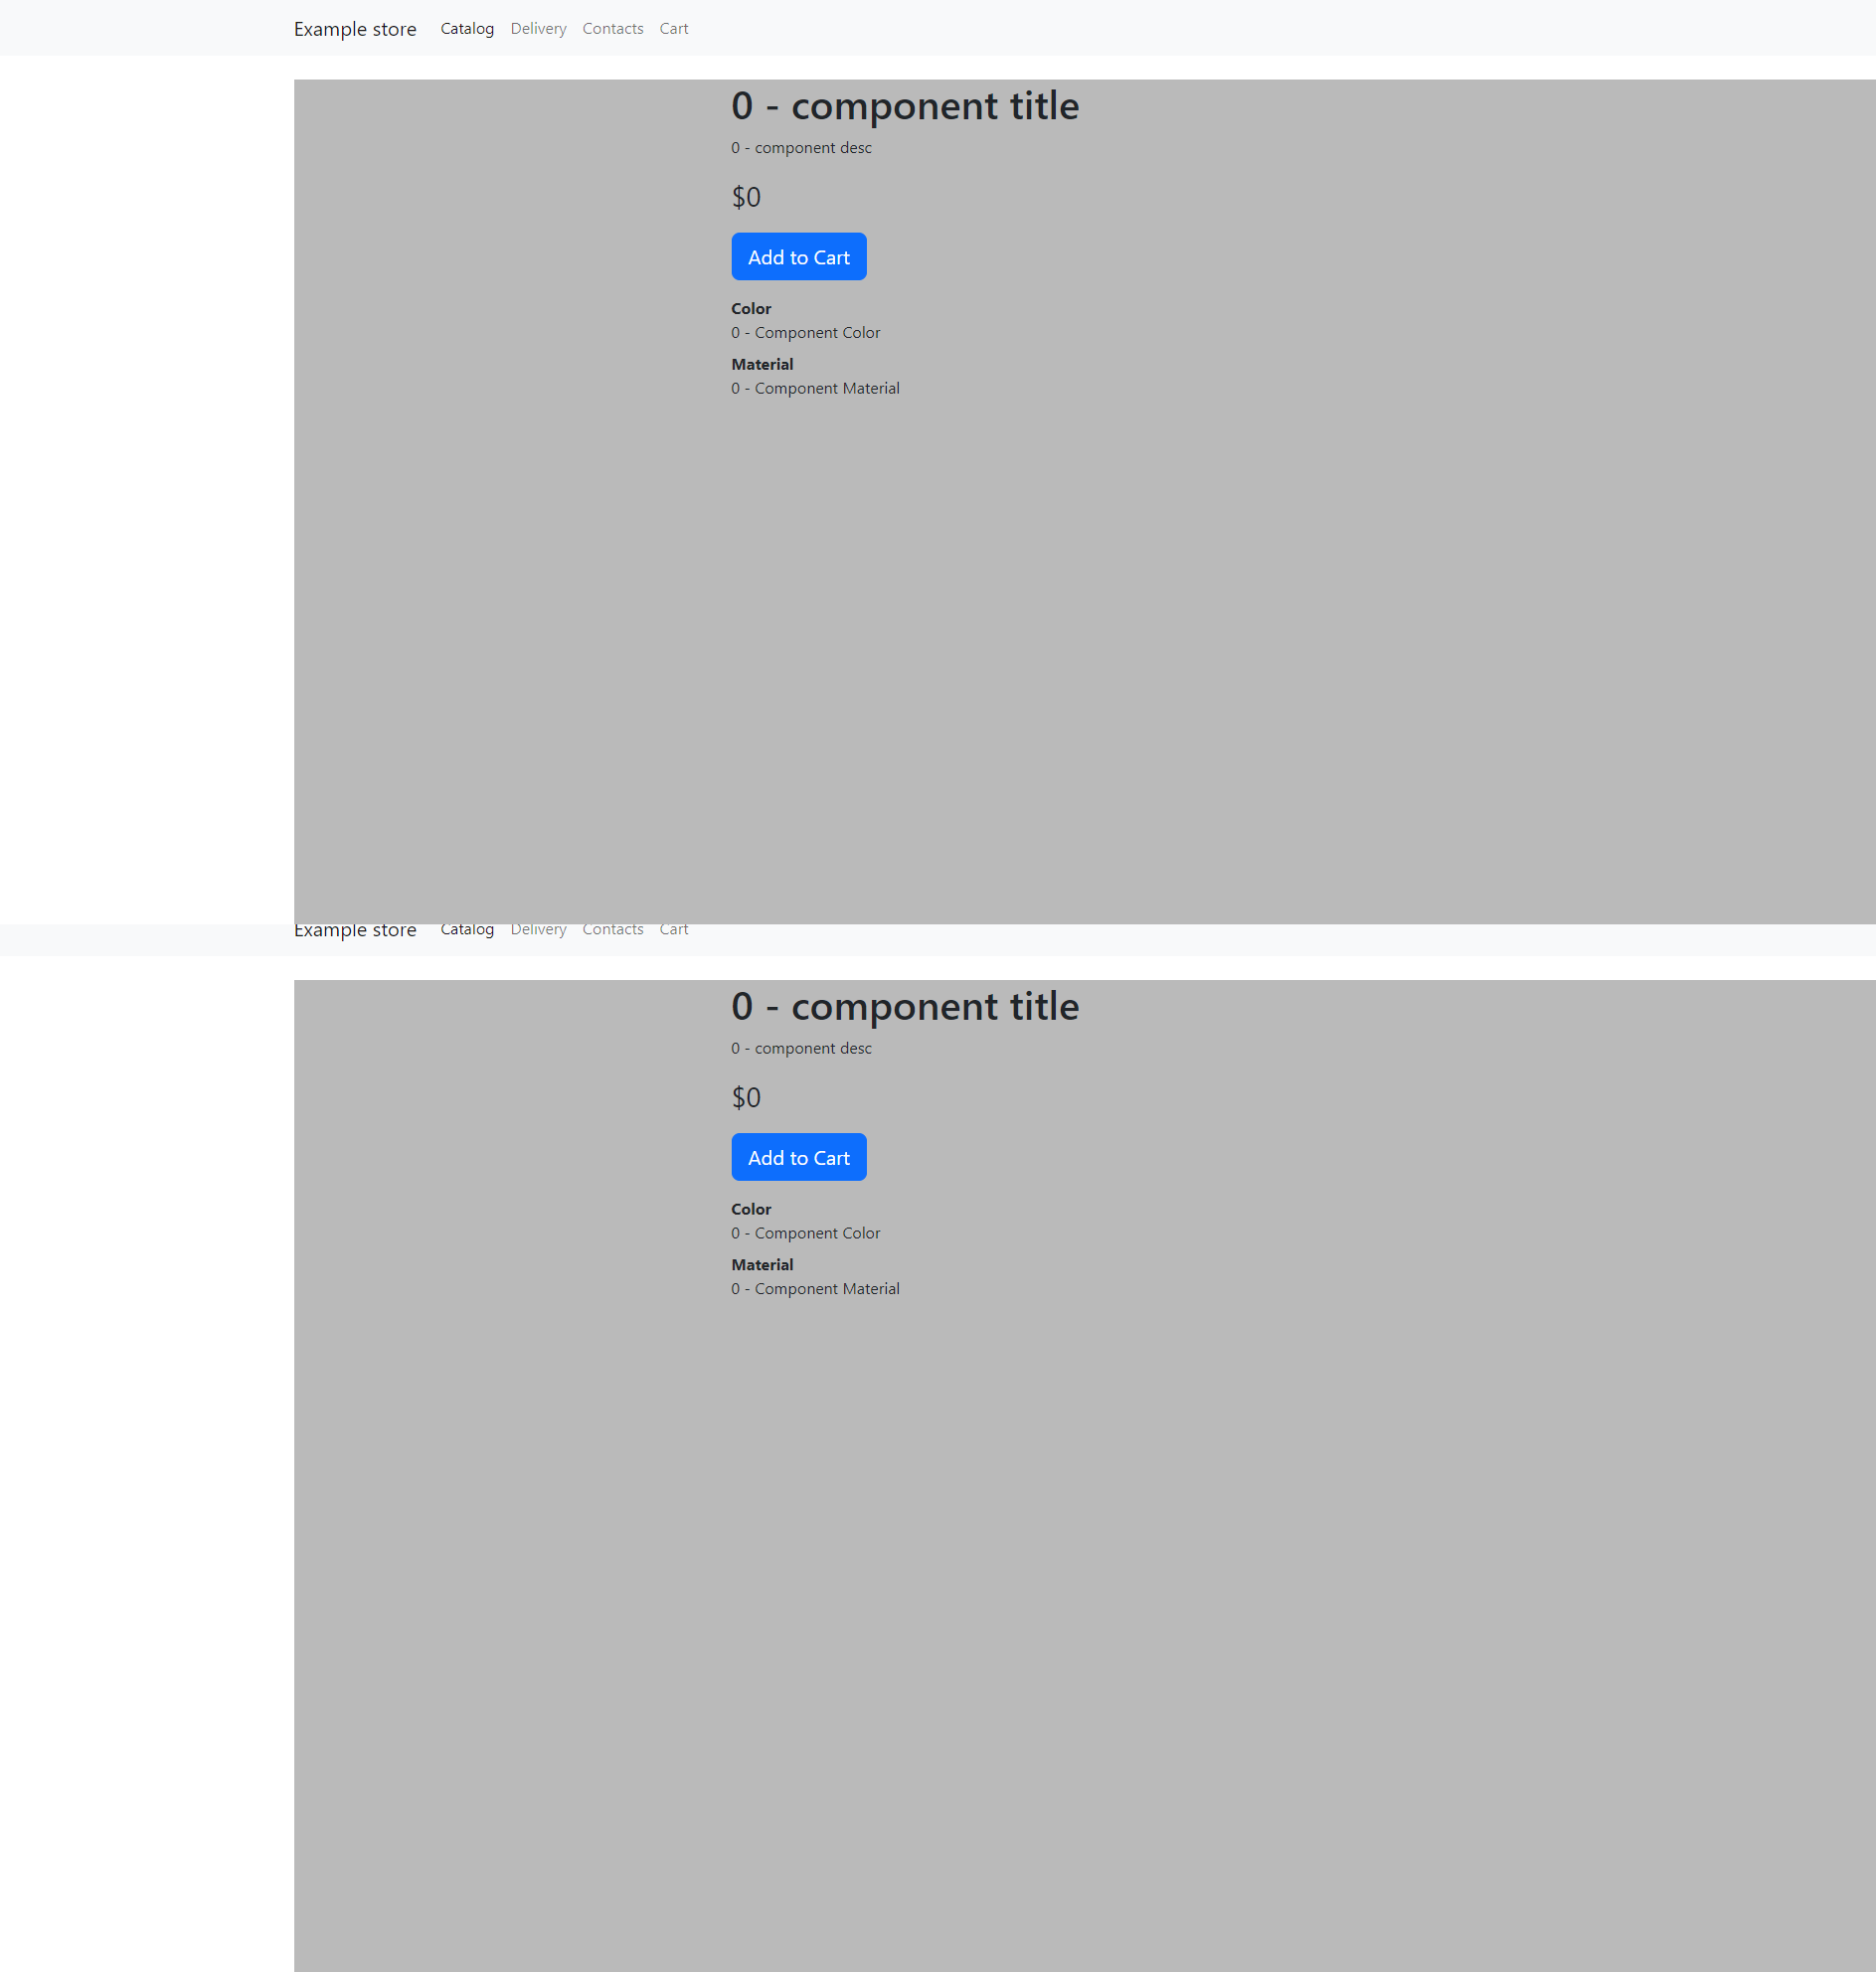 Example store Catalog Delivery Contacts Cart
0 - component title
0 - component desc
$0
Add to Cart
Color
0 - Component Color
Material
0 - Component Material
Example store Catalog Delivery Contacts Cart
0 - component title
0 - component desc
$0
Add to Cart
Color
0 - Component Color
Material
0 - Component Material